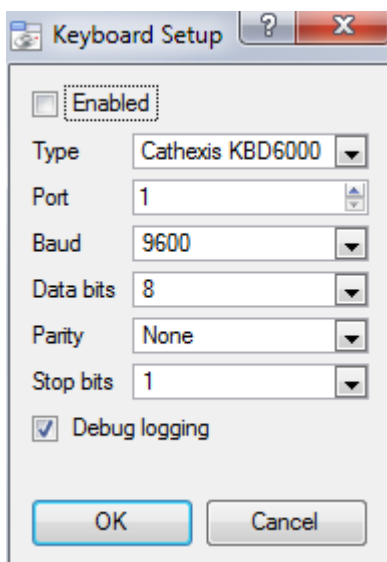 Keyboard Setup ? X
Enabled
Type Cathexis KBD6000
Port 1
Baud 9600
Data bits 8
Parity None
Stop bits 1
Debug logging
OK Cancel